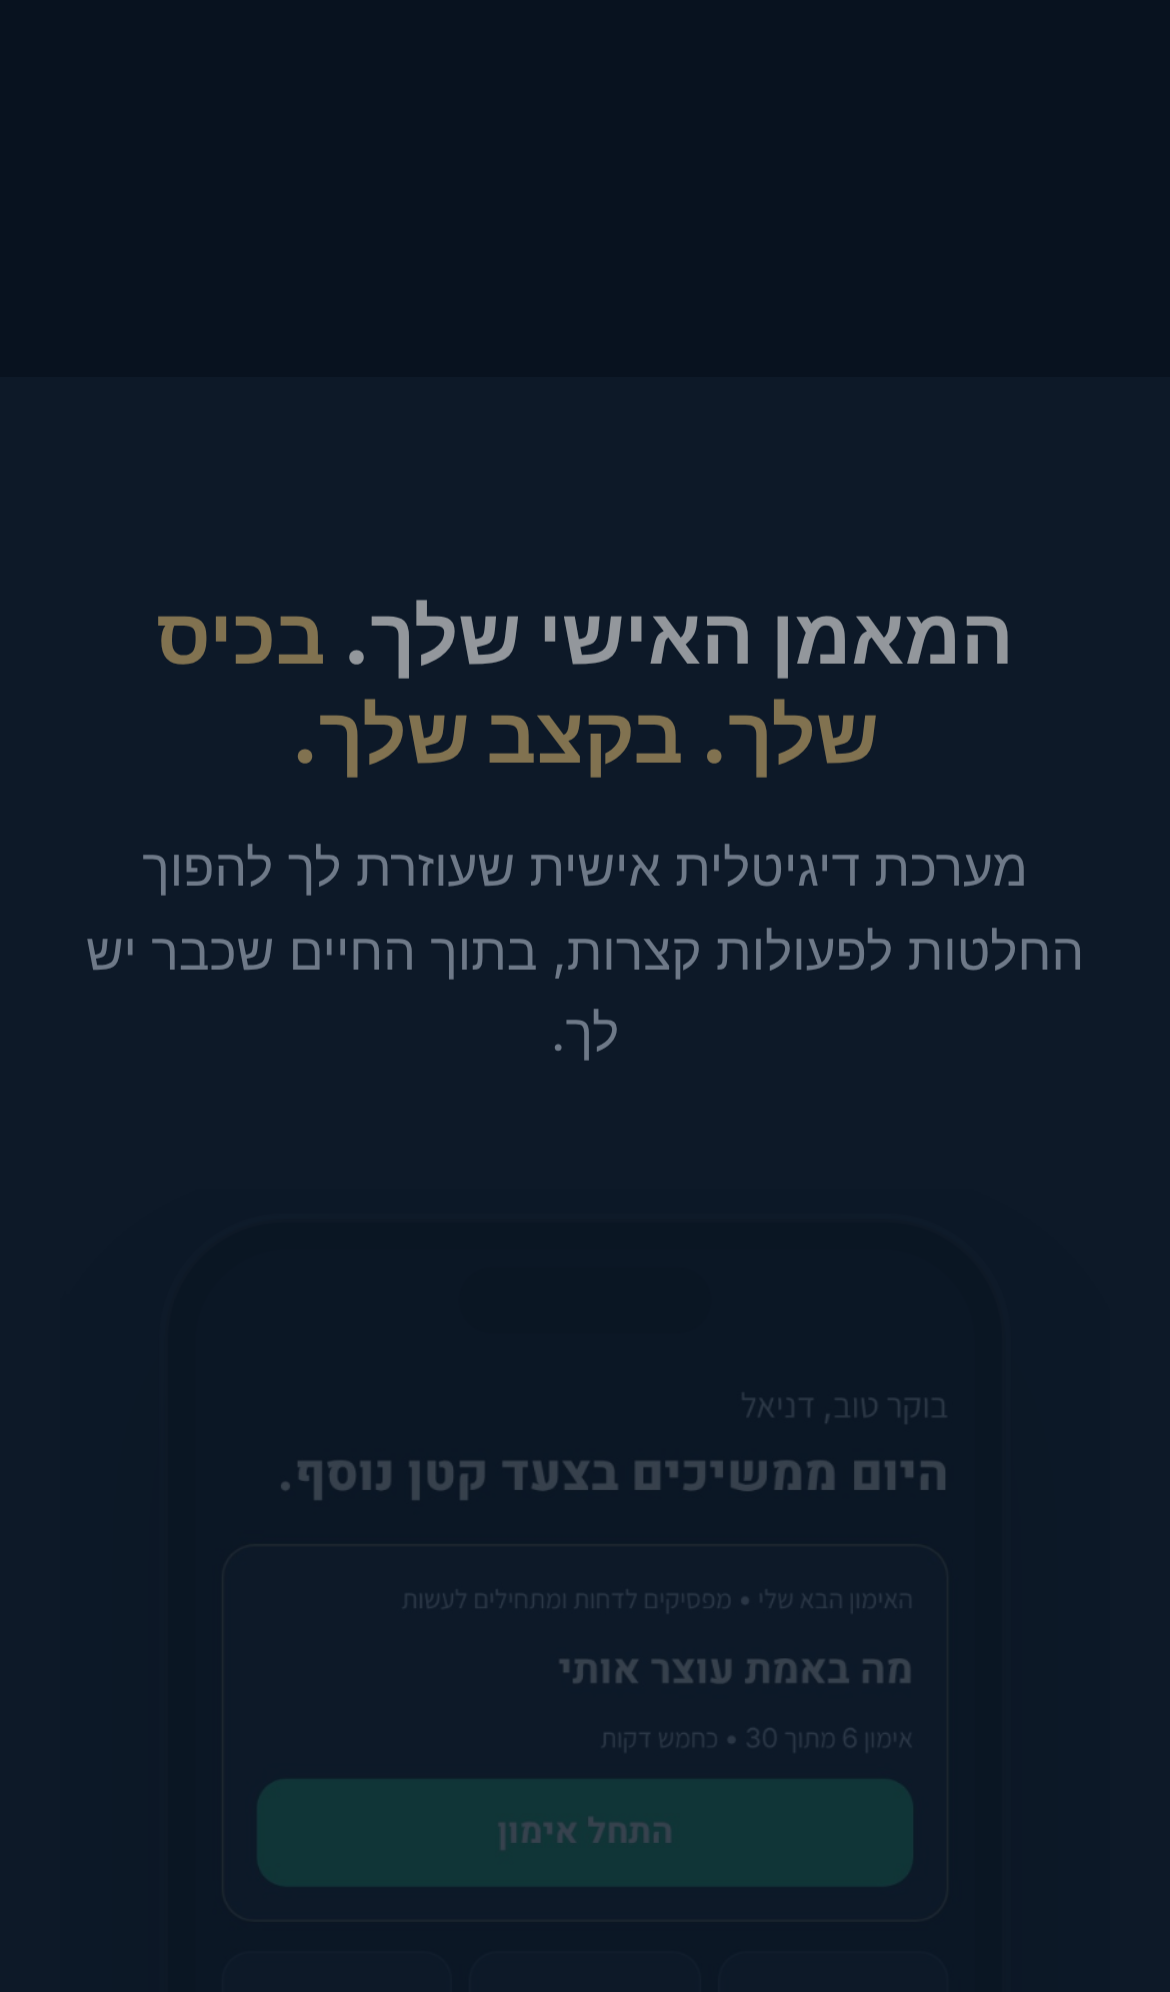 המאמן האישי שלך. בכיס
שלך. בקצב שלך.
מערכת דיגיטלית אישית שעוזרת לך להפוך
החלטות לפעולות קצרות, בתוך החיים שכבר יש
לך.
בוקר טוב, דניאל
היום ממשיכים בצעד קטן נוסף.
האימון הבא שלי • מפסיקים לדחות ומתחילים לעשות
מה באמת עוצר אותי
אימון 6 מתוך 30 • כחמש דקות
התחל אימון